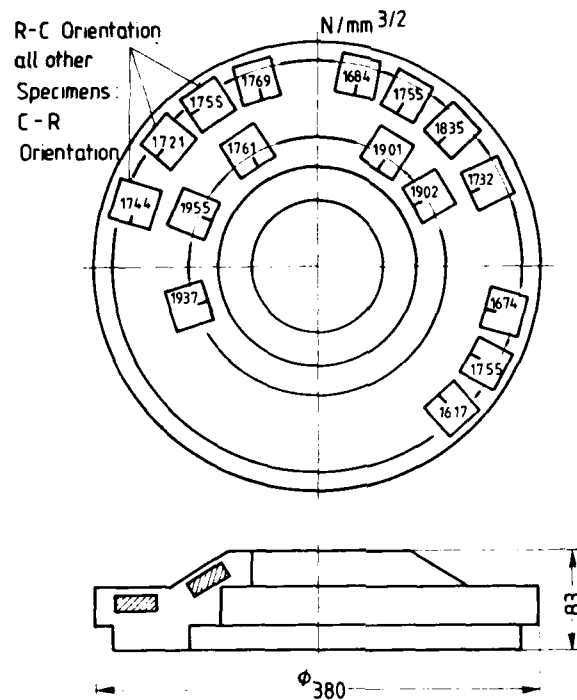 R-C Orientation
all other
Specimens:
C-R
Orientation
N/mm 3/2
1769
1684
1755
1755
1835
1721
1761
1901
1732
1744
1955
1902
1937
1674
1755
1617
83
Φ 380